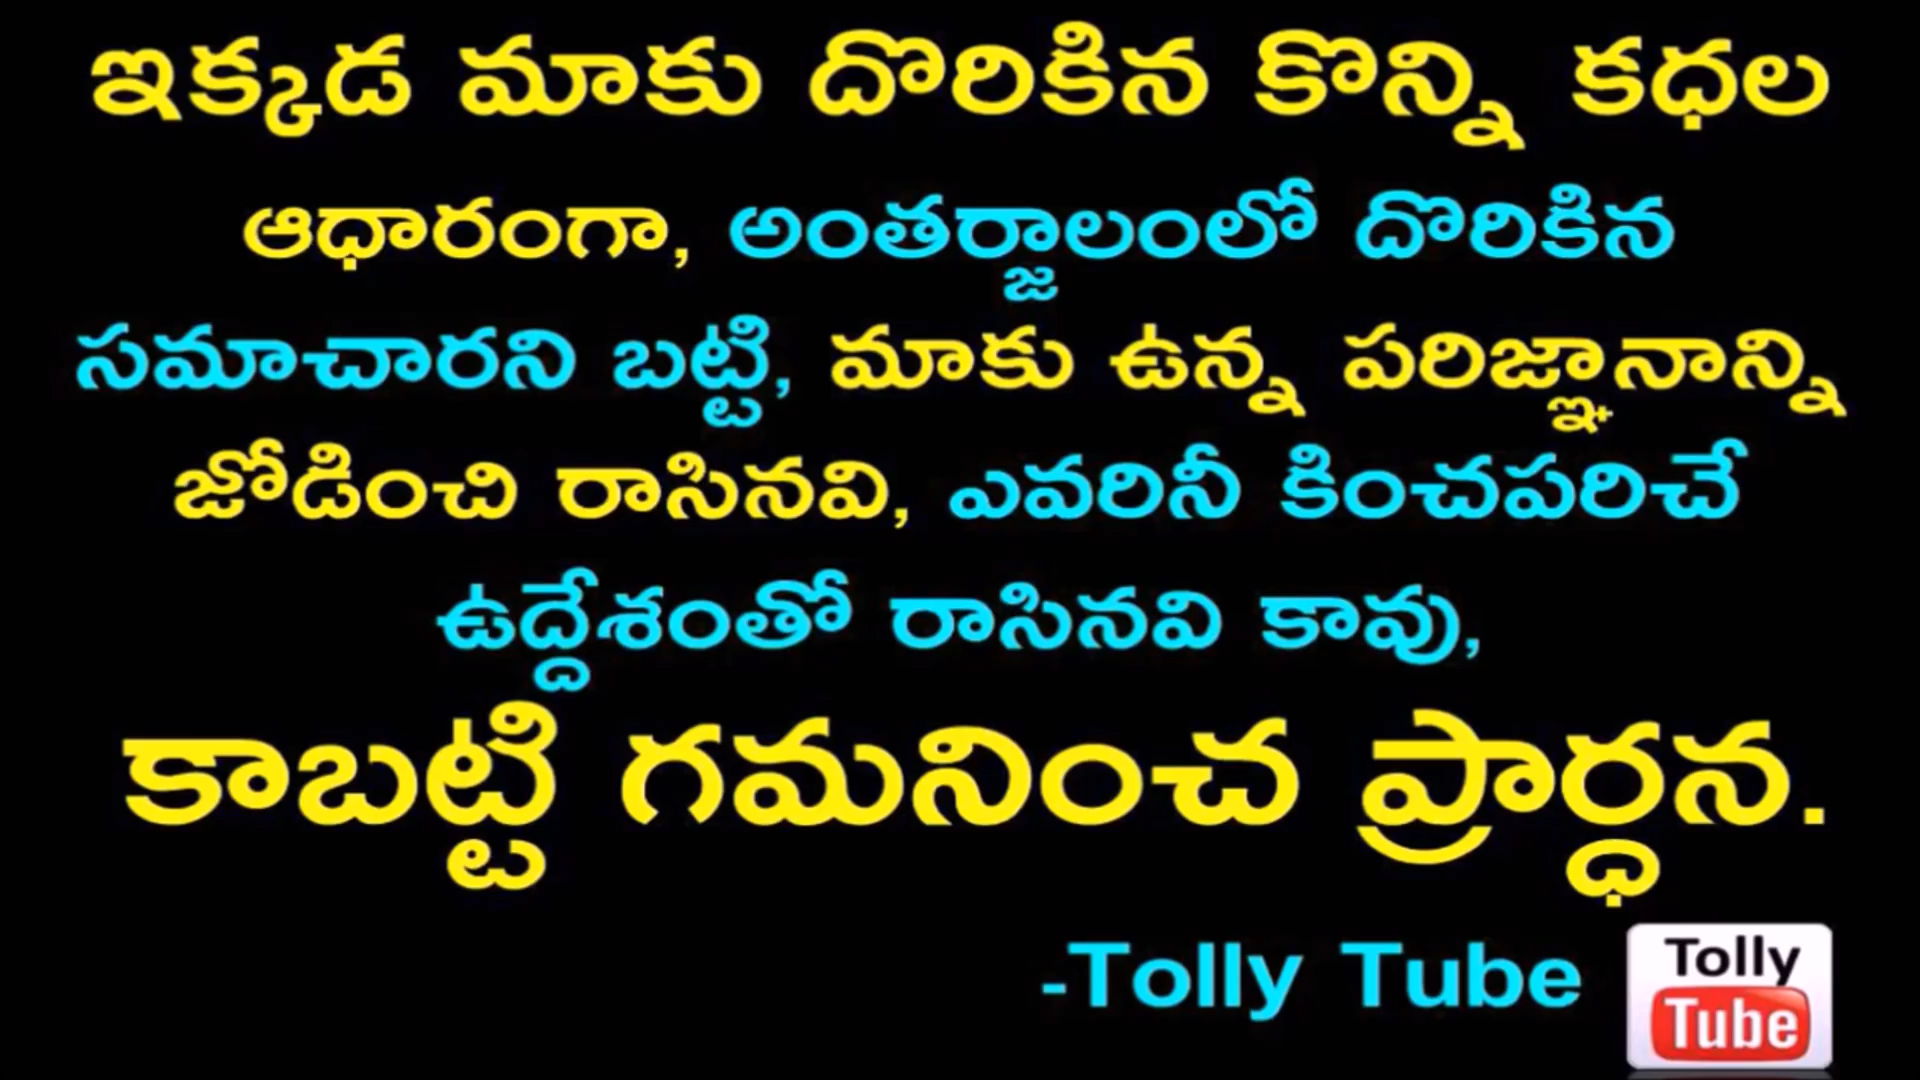 ఇక్కడ మాకు దొరికిన కొన్ని కధల
ఆధారంగా, అంతర్జాలంలో దొరికిన
సమాచారని బట్టి, మాకు ఉన్న పరిజ్ఞానాన్ని
జోడించి రాసినవి, ఎవరినీ కించపరిచే
ఉద్దేశంతో రాసినవి కావు,
కాబట్టి గమనించ ప్రార్ధన.
-Tolly Tube
Tolly
Tube